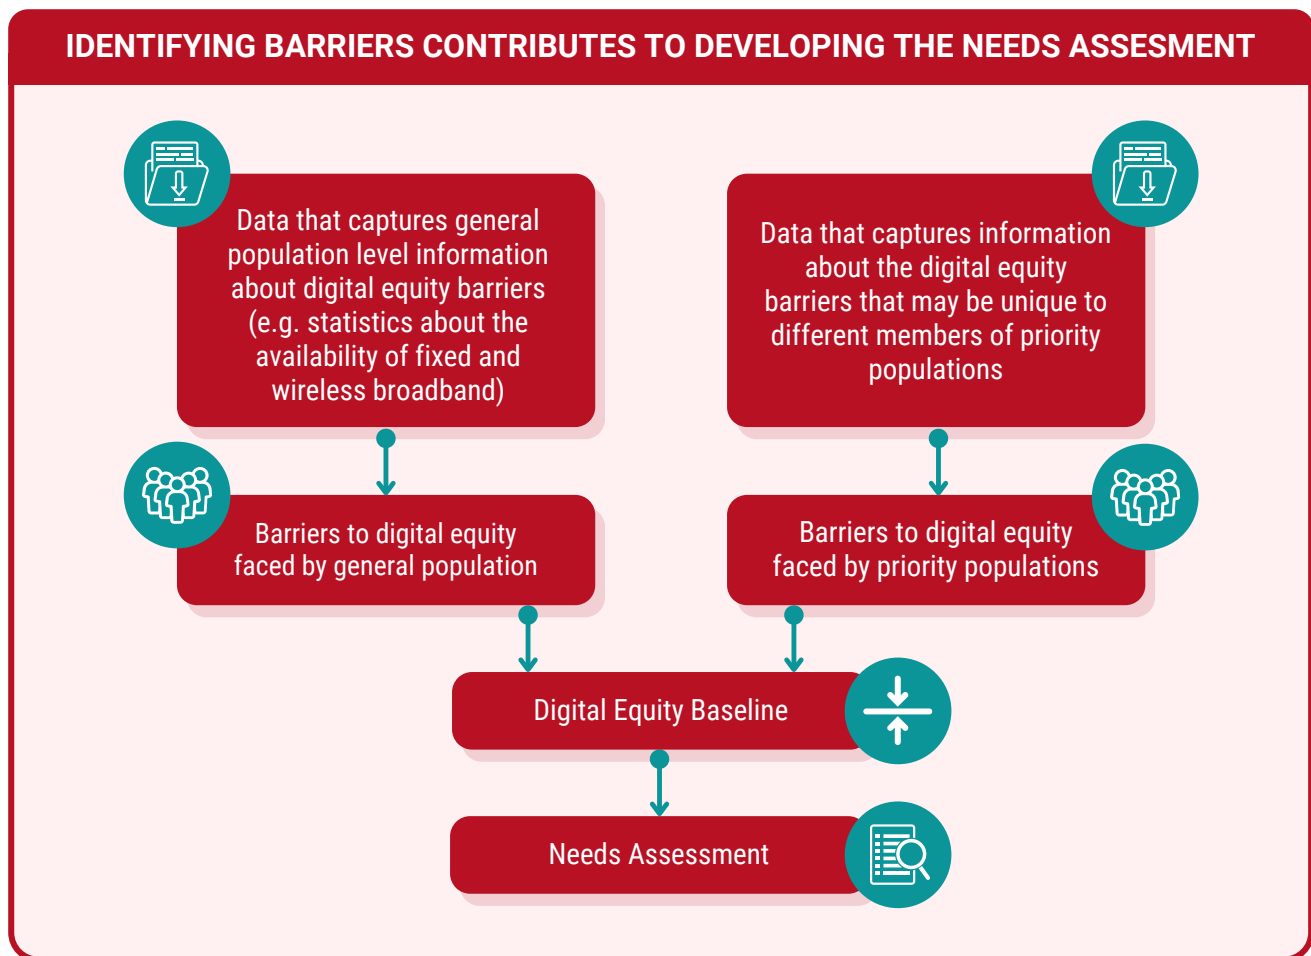 IDENTIFYING BARRIERS CONTRIBUTES TO DEVELOPING THE NEEDS ASSESMENT
Data that captures general
population level information
about digital equity barriers
(e.g. statistics about the
availability of fixed and
wireless broadband)
Data that captures information
about the digital equity
barriers that may be unique to
different members of priority
populations
Barriers to digital equity
faced by general population
Barriers to digital equity
faced by priority populations
Digital Equity Baseline
Needs Assessment